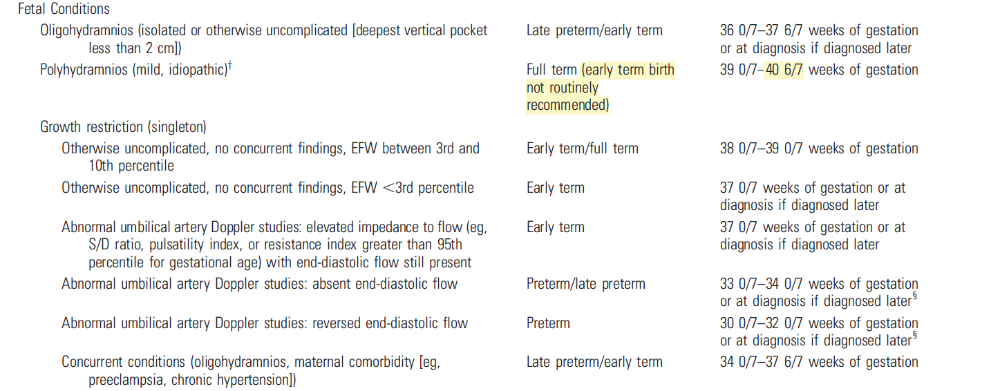 Fetal Conditions
Oligohydramnios (isolated or otherwise uncomplicated [deepest vertical pocket Late preterm/early term 36 0/7–37 6/7 weeks of gestation
less than 2 cm]) or at diagnosis if diagnosed later
Polyhydramnios (mild, idiopathic)† Full term (early term birth 39 0/7–40 6/7 weeks of gestation
not routinely
recommended)
Growth restriction (singleton)
Otherwise uncomplicated, no concurrent findings, EFW between 3rd and Early term/full term 38 0/7–39 0/7 weeks of gestation
10th percentile
Otherwise uncomplicated, no concurrent findings, EFW <3rd percentile Early term 37 0/7 weeks of gestation or at
diagnosis if diagnosed later
Abnormal umbilical artery Doppler studies: elevated impedance to flow (eg, Early term 37 0/7 weeks of gestation or at
S/D ratio, pulsatility index, or resistance index greater than 95th diagnosis if diagnosed later
percentile for gestational age) with end-diastolic flow still present
Abnormal umbilical artery Doppler studies: absent end-diastolic flow Preterm/late preterm 33 0/7–34 0/7 weeks of gestation
or at diagnosis if diagnosed later§
Abnormal umbilical artery Doppler studies: reversed end-diastolic flow Preterm 30 0/7–32 0/7 weeks of gestation
or at diagnosis if diagnosed later§
Concurrent conditions (oligohydramnios, maternal comorbidity [eg, Late preterm/early term 34 0/7–37 6/7 weeks of gestation
preeclampsia, chronic hypertension])